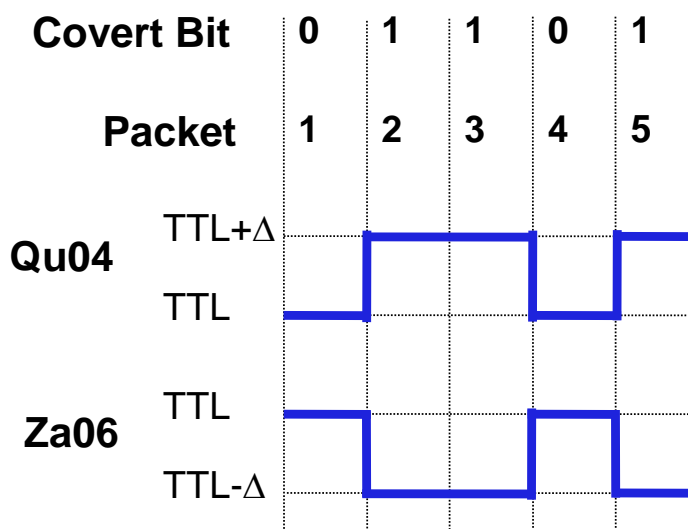 Covert Bit 0 1 1 0 1
Packet 1 2 3 4 5
TTL+Δ
Qu04
TTL
TTL
Za06
TTL-Δ